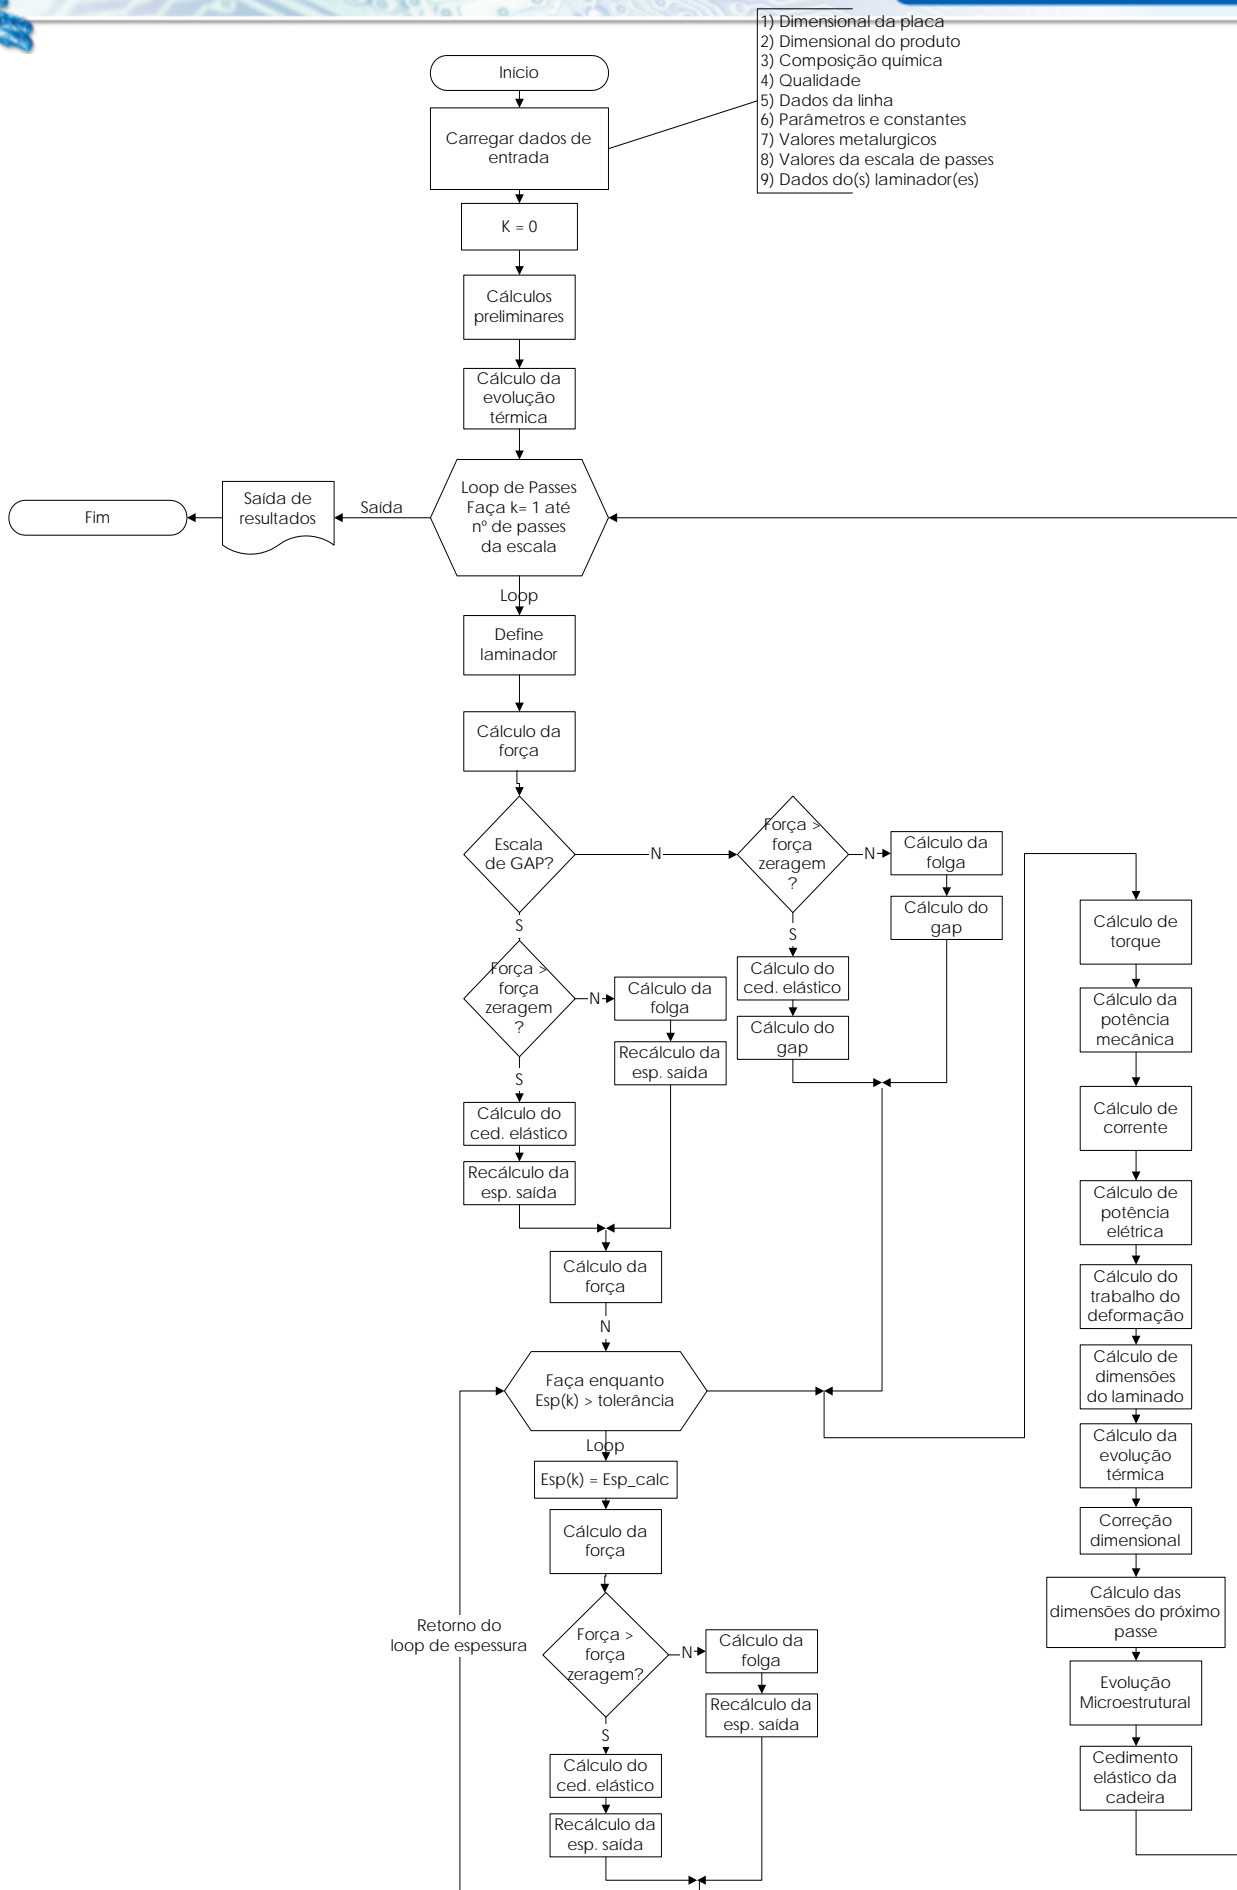 1) Dimensional da placa
2) Dimensional do produto
3) Composição química
4) Qualidade
5) Dados da linha
6) Parâmetros e constantes
7) Valores metalurgicos
8) Valores da escala de passes
9) Dados do(s) laminador(es)
Início
Carregar dados de
entrada
K = 0
Cálculos
preliminares
Cálculo da
evolução
térmica
Loop de Passes
Faça k= 1 até
nº de passes
da escala
Saída
Saída de
resultados
Fim
Loop
Define
laminador
Cálculo da
força
Escala
de GAP?
N
Força >
força
zeragem
?
N
Cálculo da
folga
Cálculo do
gap
S
Cálculo do
ced. elástico
Cálculo do
gap
S
Força >
força
zeragem
?
N
Cálculo da
folga
Recálculo da
esp. saída
S
Cálculo do
ced. elástico
Recálculo da
esp. saída
Cálculo da
força
N
Faça enquanto
Esp(k) > tolerância
Loop
Esp(k) = Esp_calc
Cálculo da
força
Retorno do
loop de espessura
Força >
força
zeragem?
N
Cálculo da
folga
Recálculo da
esp. saída
S
Cálculo do
ced. elástico
Recálculo da
esp. saída
Cálculo de
torque
Cálculo da
potência
mecânica
Cálculo de
corrente
Cálculo de
potência
elétrica
Cálculo do
trabalho do
deformação
Cálculo de
dimensões
do laminado
Cálculo da
evolução
térmica
Correção
dimensional
Cálculo das
dimensões do próximo
passe
Evolução
Microestrutural
Cedimento
elástico da
cadeira